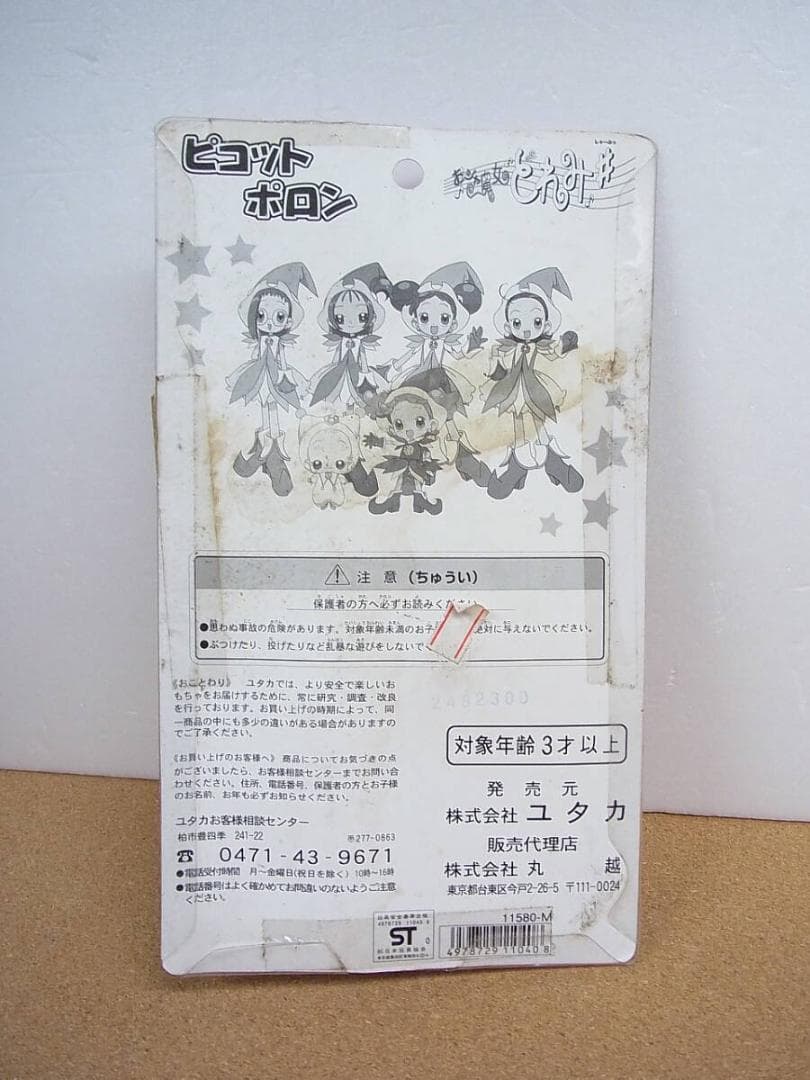 ピコット
ポロン
しゃーぷっ
おジャ魔女
どれみ#
注意(ちゅうい)
保護者の方へ必ずお読みください
●思わぬ事故の危険があります。対象年齢未満のお子 絶対に与えないでください。
●ぶつけたり、投げたりなど乱暴な遊びをしないで
《おことわり》 ユタカでは、より安全で楽しいお
もちゃをお届けするために、常に研究・調査・改良
を行っております。お買い上げの時期によって、同
一商品の中にも多少の違いがある場合がありますの
でご了承ください。
2482300
《お買い上げのお客様へ》 商品についてお気づきの点
がございましたら、お客様相談センターまでお問い合
わせください。住所、電話番号、保護者の方とお子様
のお名前、お年も必ずお知らせください。
ユタカお客様相談センター
柏市豊四季 241-22 〒277-0863
☎ 0471-43-9671
●電話受付時間 月〜金曜日(祝日を除く) 10時〜16時
●電話番号はよく確かめてお間違いのないようご注意
ください。
対象年齢3才以上
発売元
株式会社 ユタカ
販売代理店
株式会社 丸越
東京都台東区今戸2-26-5 〒111-0024
4978729 11040 8
ST
11580-M
4978729 11040 8